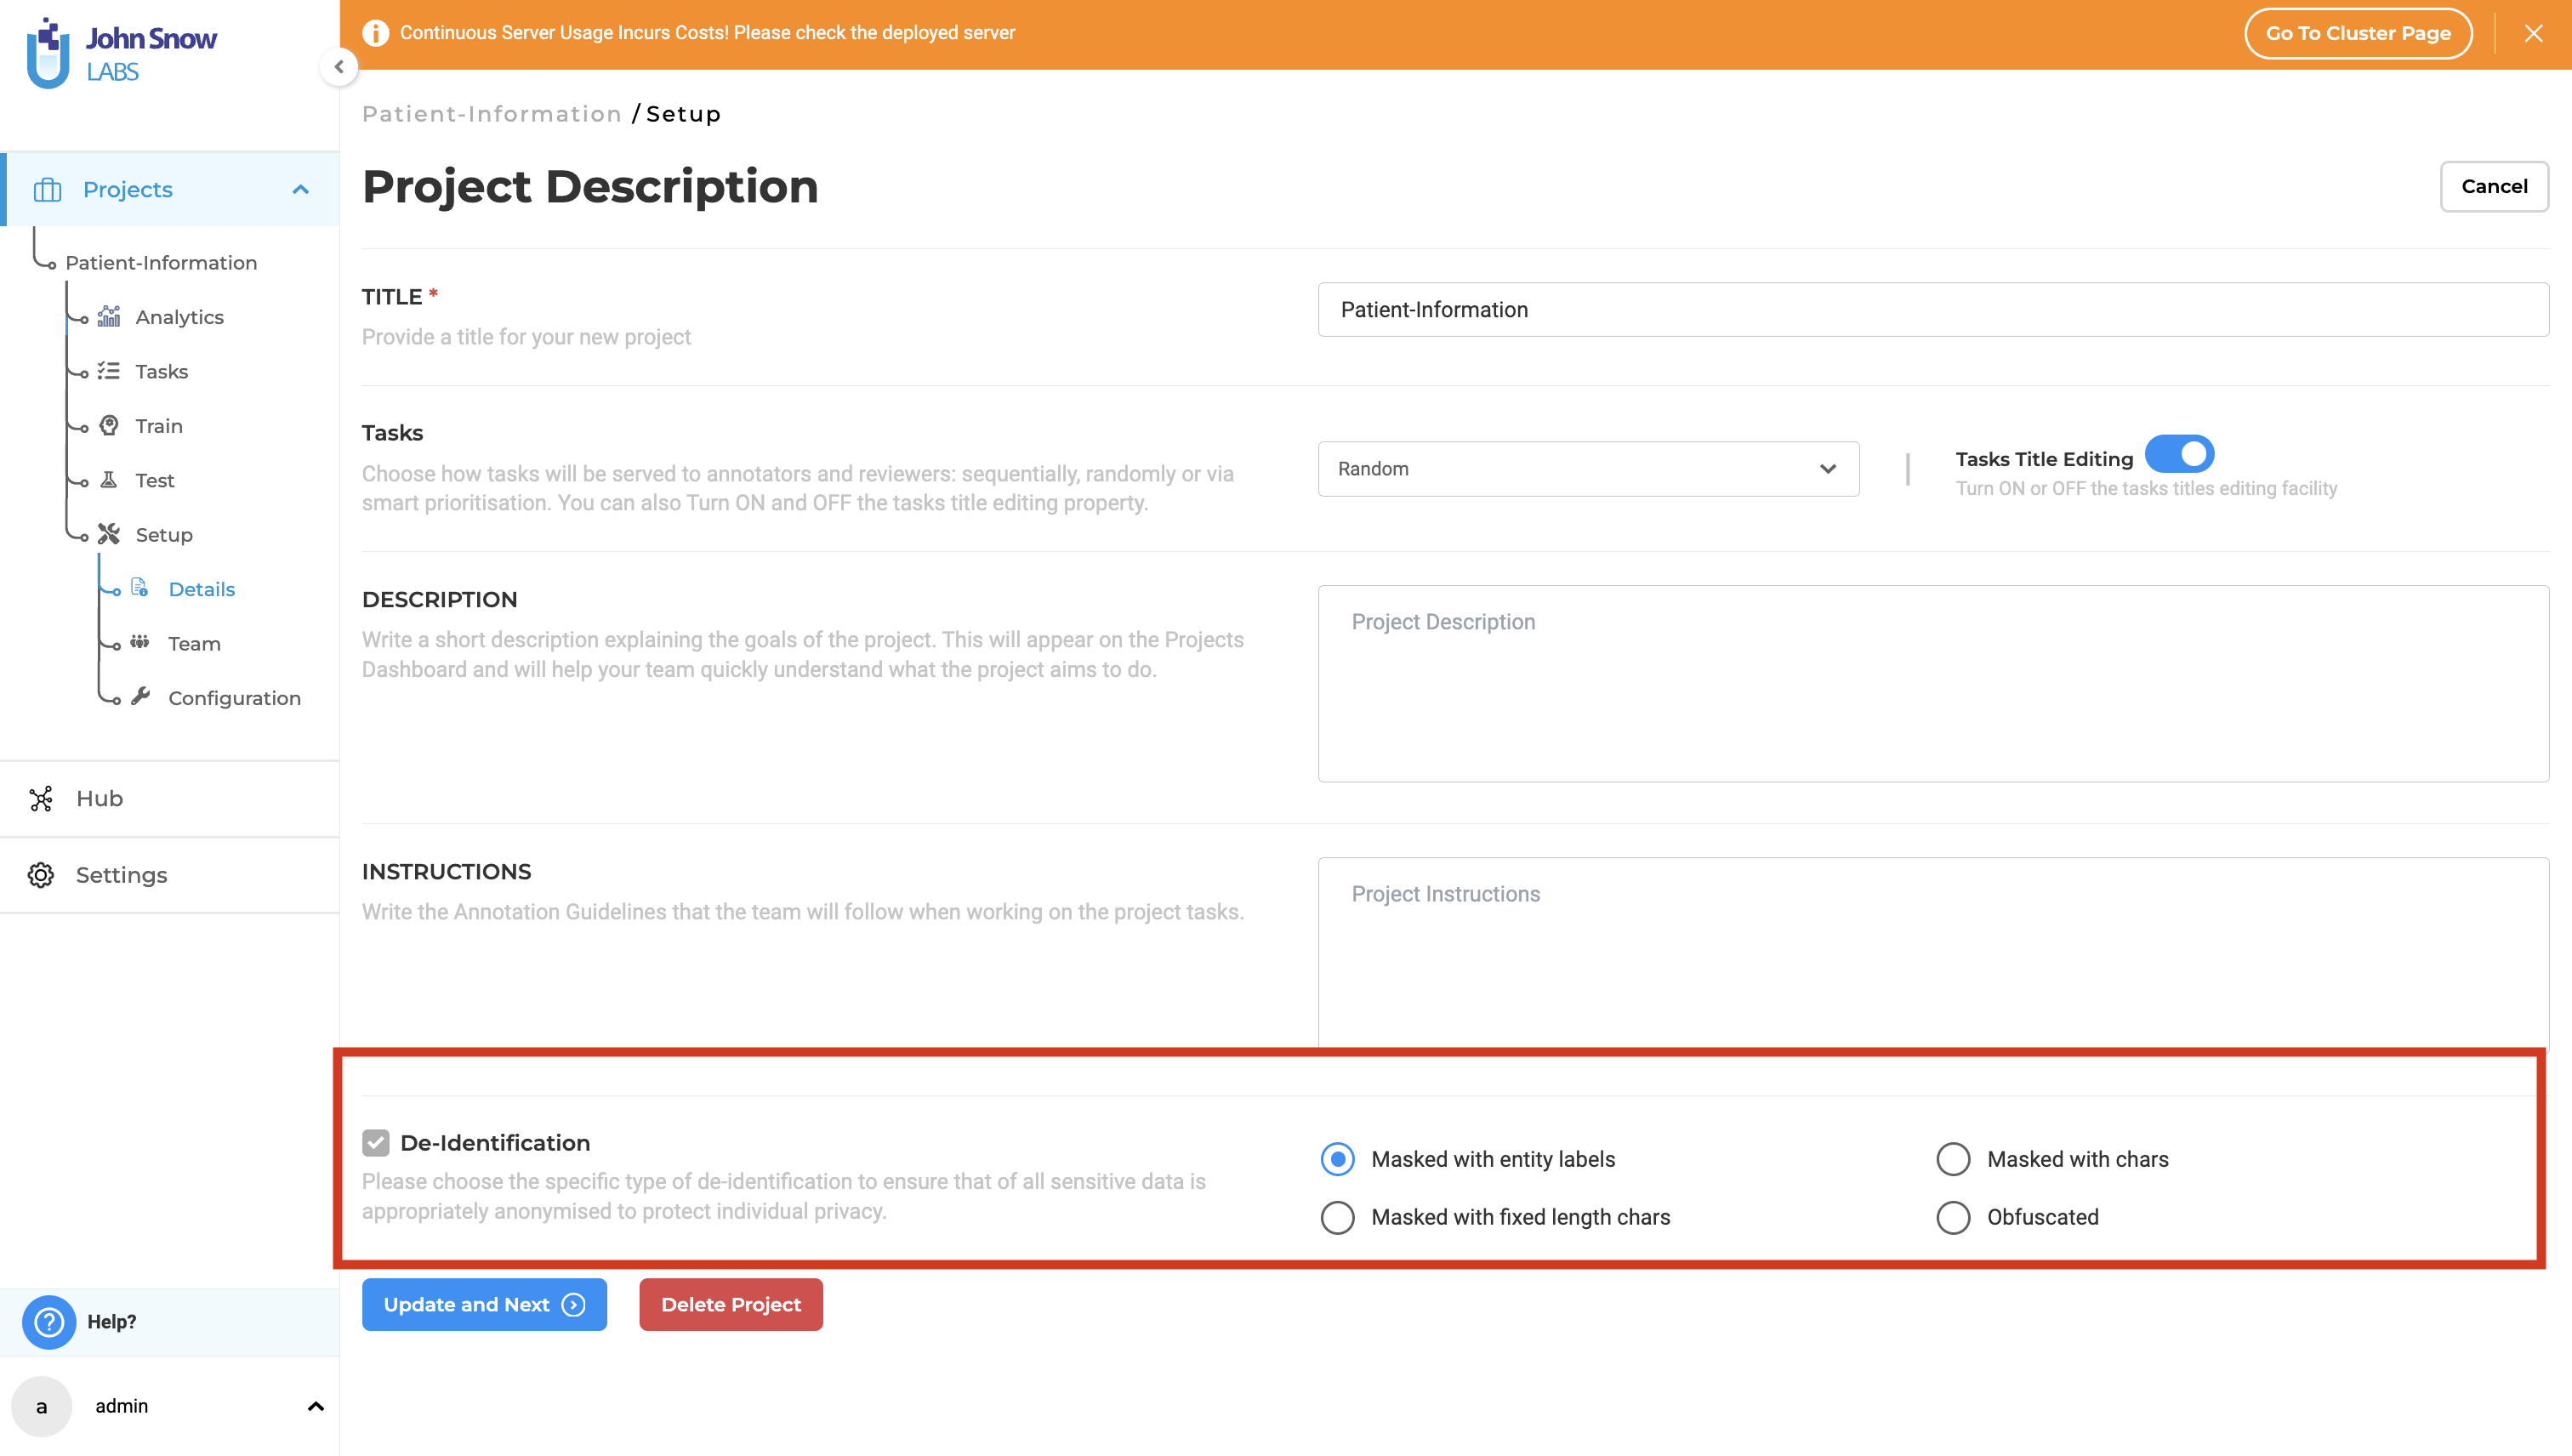 John Snow
LABS
Continuous Server Usage Incurs Costs! Please check the deployed server
Go To Cluster Page
Patient-Information / Setup
Project Description
Cancel
Projects
Patient-Information
Analytics
Tasks
Train
Test
Setup
Details
Team
Configuration
Hub
Settings
TITLE *
Provide a title for your new project
Patient-Information
Tasks
Choose how tasks will be served to annotators and reviewers: sequentially, randomly or via
smart prioritisation. You can also Turn ON and OFF the tasks title editing property.
Random
Tasks Title Editing
Turn ON or OFF the tasks titles editing facility
DESCRIPTION
Write a short description explaining the goals of the project. This will appear on the Projects
Dashboard and will help your team quickly understand what the project aims to do.
Project Description
INSTRUCTIONS
Write the Annotation Guidelines that the team will follow when working on the project tasks.
Project Instructions
De-Identification
Please choose the specific type of de-identification to ensure that of all sensitive data is
appropriately anonymised to protect individual privacy.
Masked with entity labels
Masked with chars
Masked with fixed length chars
Obfuscated
Update and Next
Delete Project
Help?
a
admin